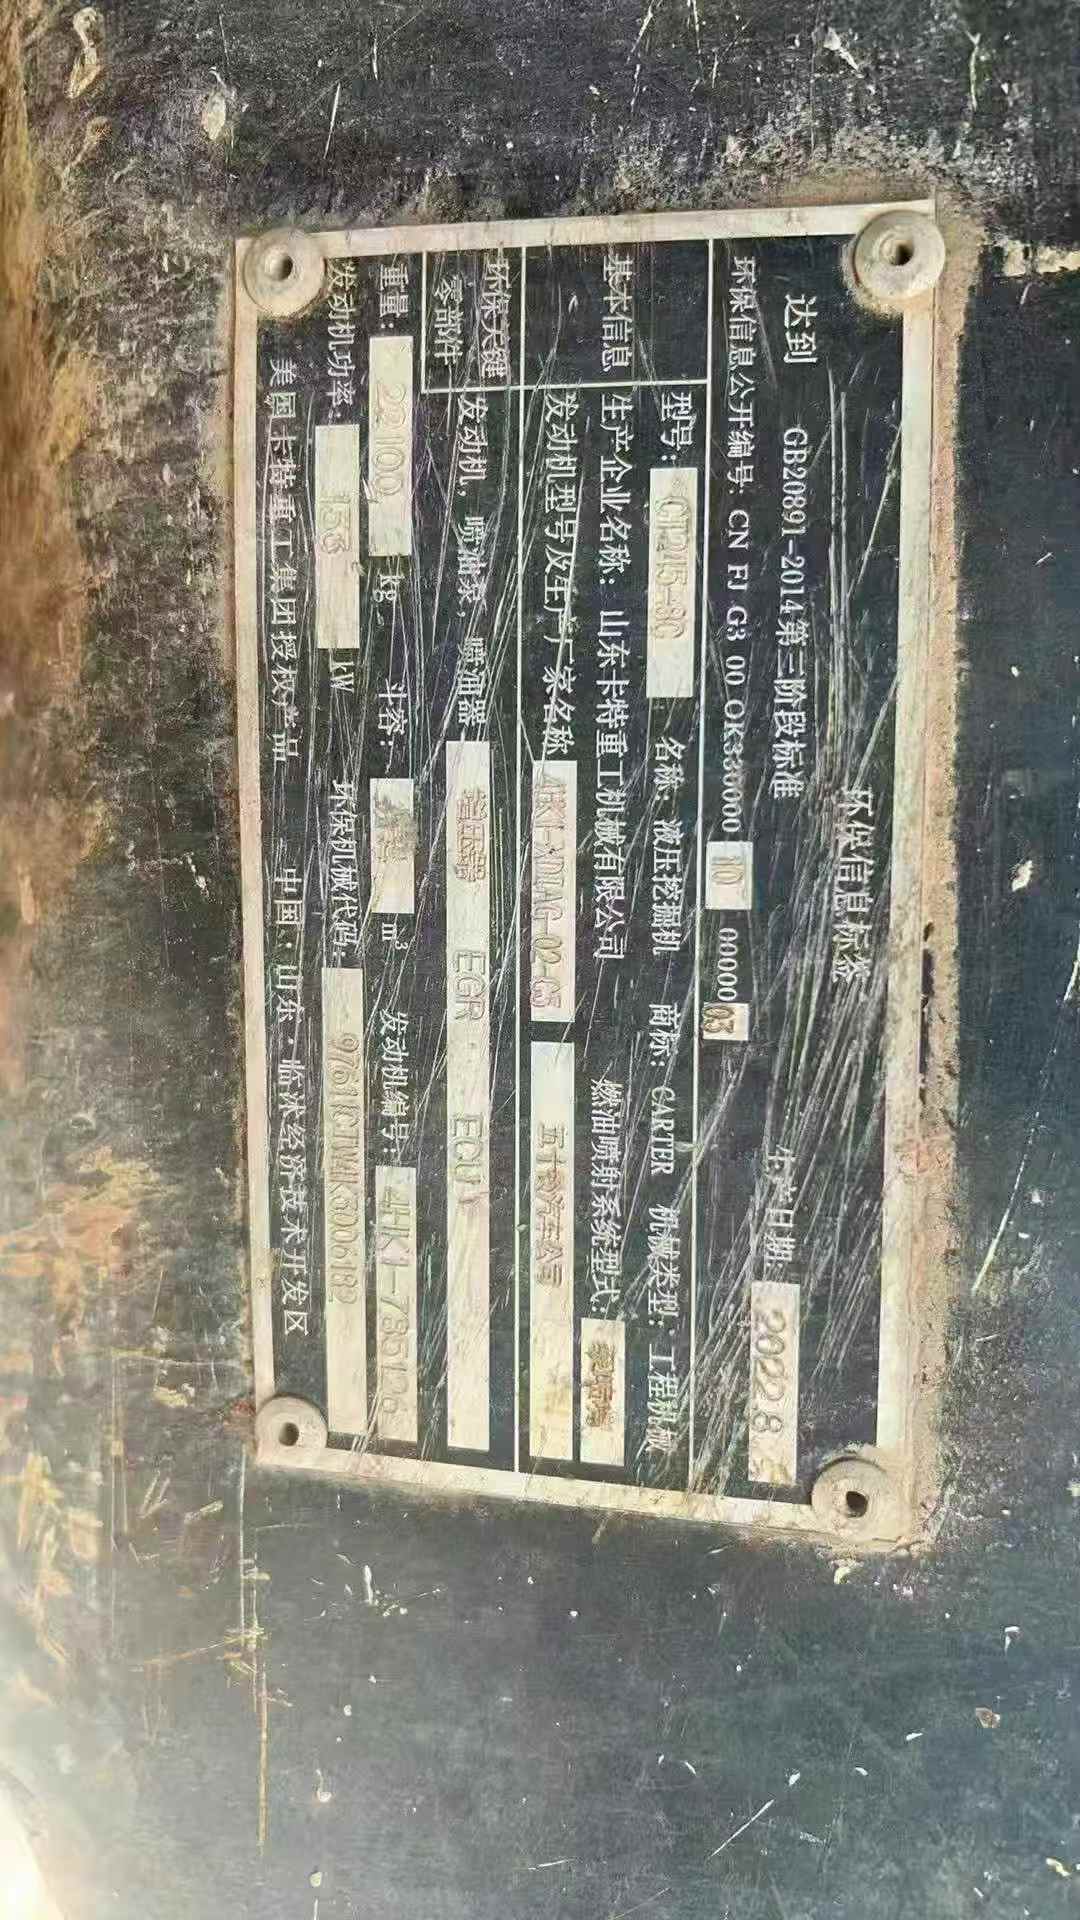 环保信息标签
达到 GB20891-2014第三阶段标准 生产日期: 2022 8
环保信息公开编号: CN FJ G3 00 0K330000 10 00000 03
基本信息
型号: CT215-8C 名称: 液压挖掘机 商标: CARTER 机械类型: 工程机械
生产企业名称: 山东卡特重工机械有限公司 燃油喷射系统型式:
发动机型号及生产厂家名称 五十铃汽车公司
环保关键零部件
发动机, 喷油泵, 喷油器 增压器 EGR ECU
重量: 22100 kg 斗容: m³ 发动机编号: 4HK1-786126
发动机功率: kW 环保机械代码:
美国卡特重工集团授权产品 中国·山东·临沭经济技术开发区